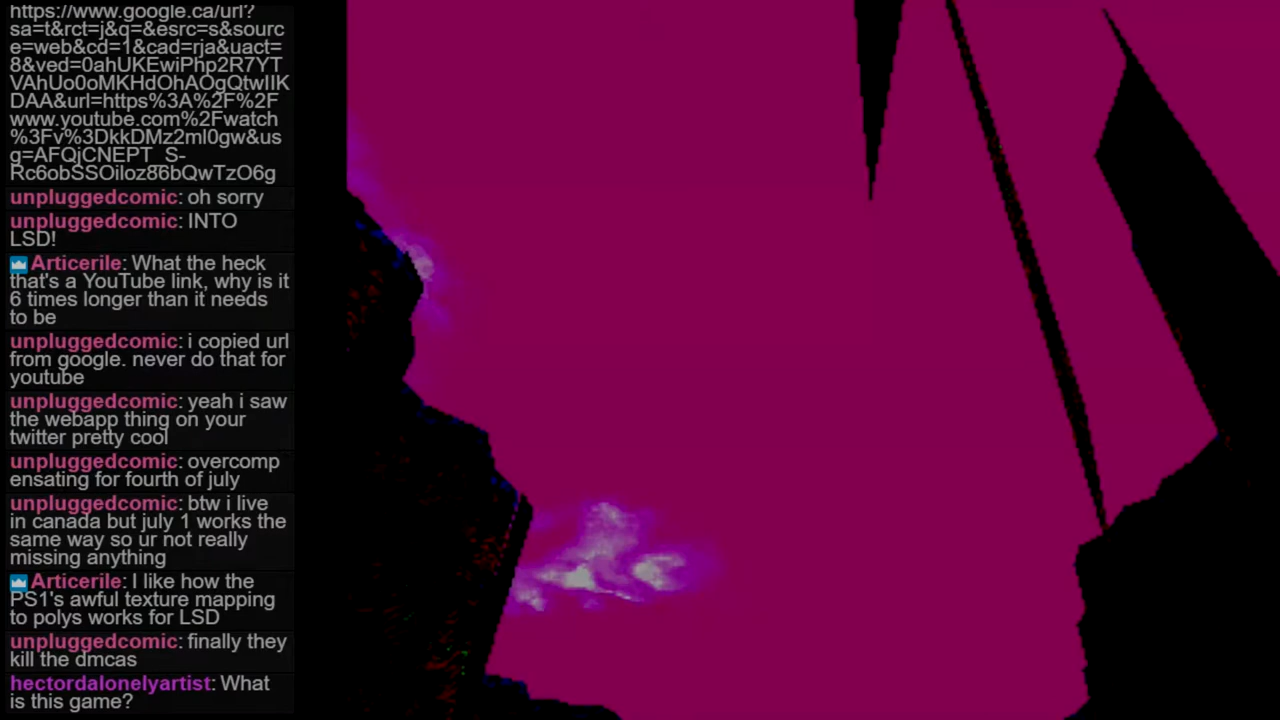 https://www.google.ca/url?
sa=t&rct=j&q=&esrc=s&sourc
e=web&cd=1&cad=rja&uact=
8&ved=0ahUKEwiPhp2R7YT
VAhUo0oMKHdOhAOgQtwIIK
DAA&url=https%3A%2F%2F
www.youtube.com%2Fwatch
%3Fv%3DkkDMz2ml0gw&us
g=AFQjCNEPT_S-
Rc6obSSOiloz86bQwTzO6g
unpluggedcomic: oh sorry
unpluggedcomic: INTO
LSD!
Articerile: What the heck
that's a YouTube link, why is it
6 times longer than it needs
to be
unpluggedcomic: i copied url
from google. never do that for
youtube
unpluggedcomic: yeah i saw
the webapp thing on your
twitter pretty cool
unpluggedcomic: overcomp
ensating for fourth of july
unpluggedcomic: btw i live
in canada but july 1 works the
same way so ur not really
missing anything
Articerile: I like how the
PS1's awful texture mapping
to polys works for LSD
unpluggedcomic: finally they
kill the dmcas
hectordalonelyartist: What
is this game?